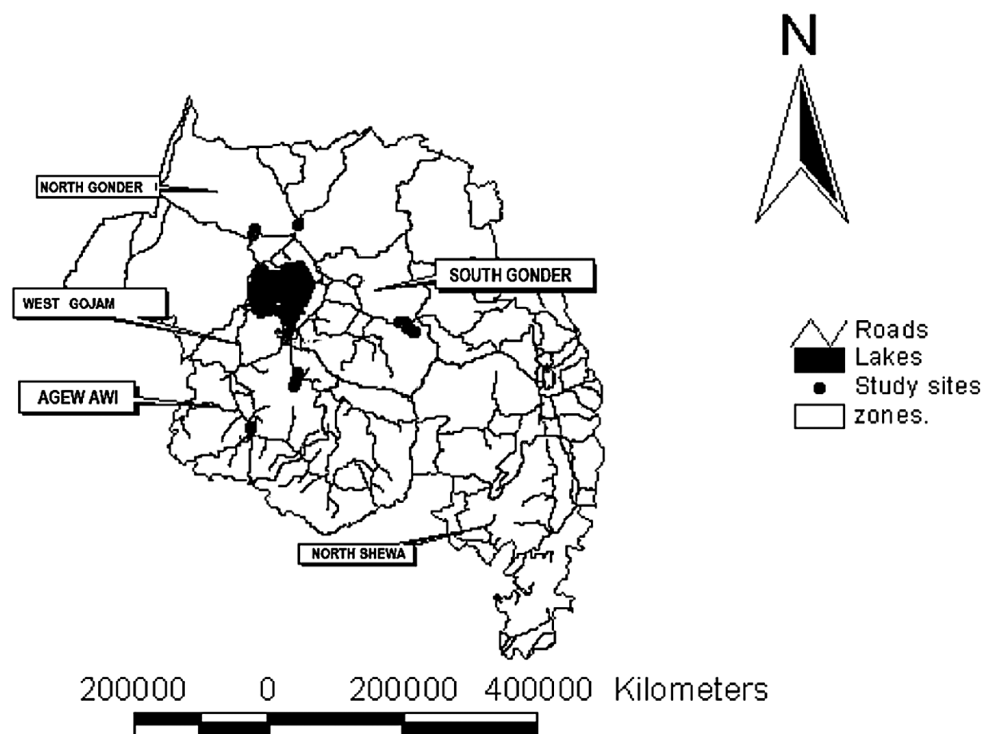 N
NORTH GONDER
SOUTH GONDER
WEST GOJAM
AGEW AWI
NORTH SHEWA
Roads
Lakes
Study sites
zones.
200000 0 200000 400000 Kilometers